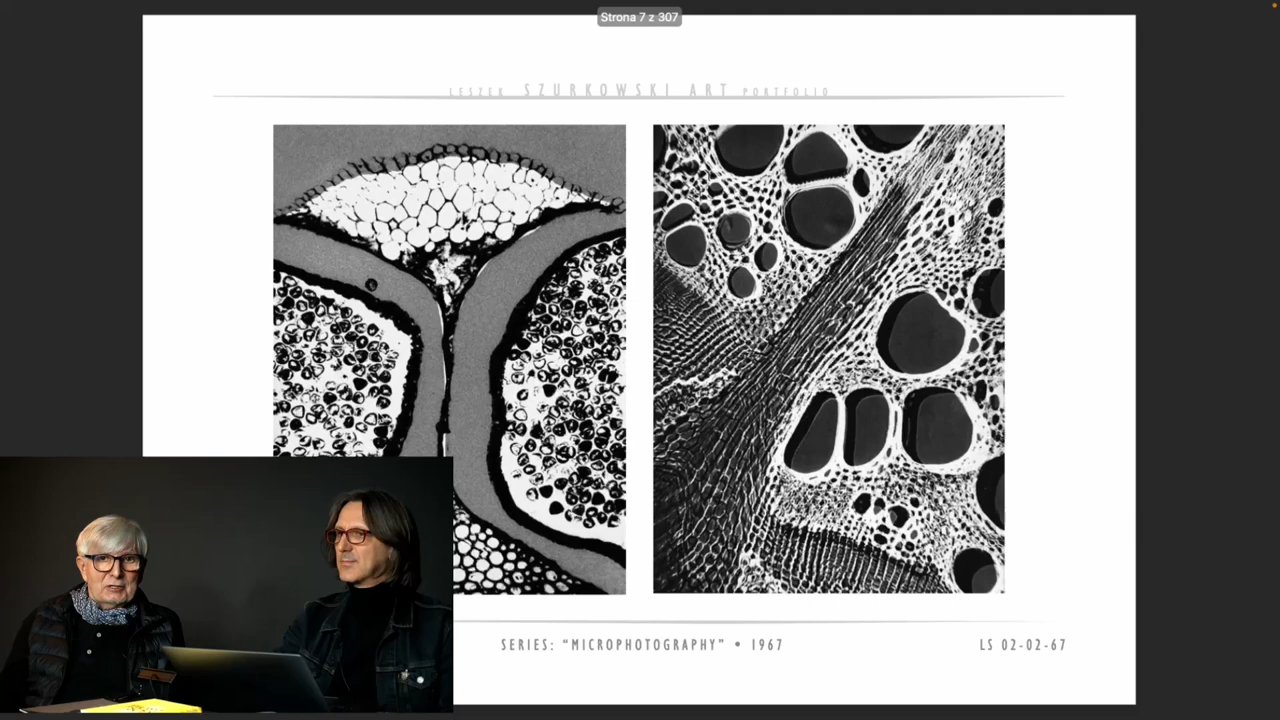 Strona 7 z 307
LESZEK SZURKOWSKI ART PORTFOLIO
SERIES: “MICROPHOTOGRAPHY” • 1967
LS 02-02-67